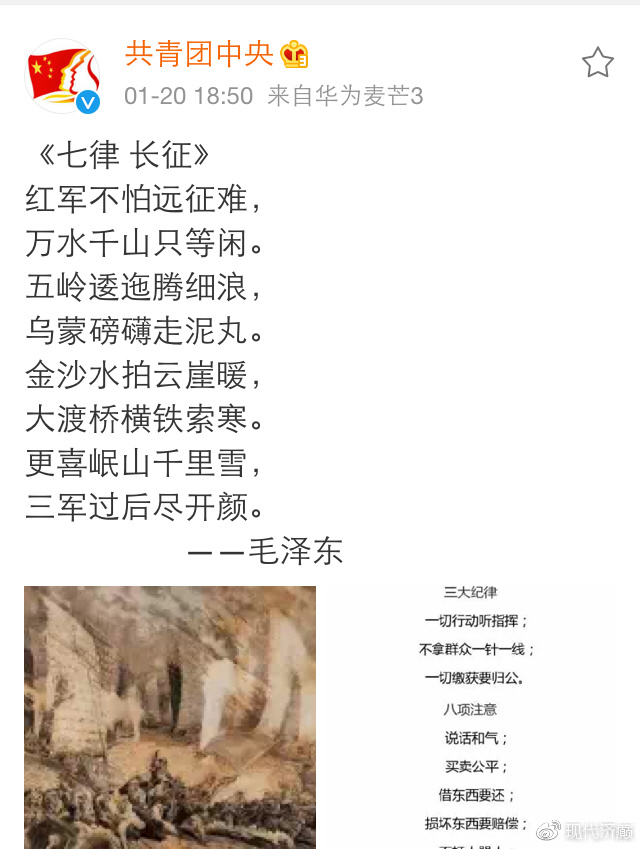 共青团中央
01-20 18:50 来自华为麦芒3
《七律 长征》
红军不怕远征难，
万水千山只等闲。
五岭逶迤腾细浪，
乌蒙磅礴走泥丸。
金沙水拍云崖暖，
大渡桥横铁索寒。
更喜岷山千里雪，
三军过后尽开颜。
——毛泽东
三大纪律
一切行动听指挥；
不拿群众一针一线；
一切缴获要归公。
八项注意
说话和气；
买卖公平；
借东西要还；
损坏东西要赔偿；
现代济癫